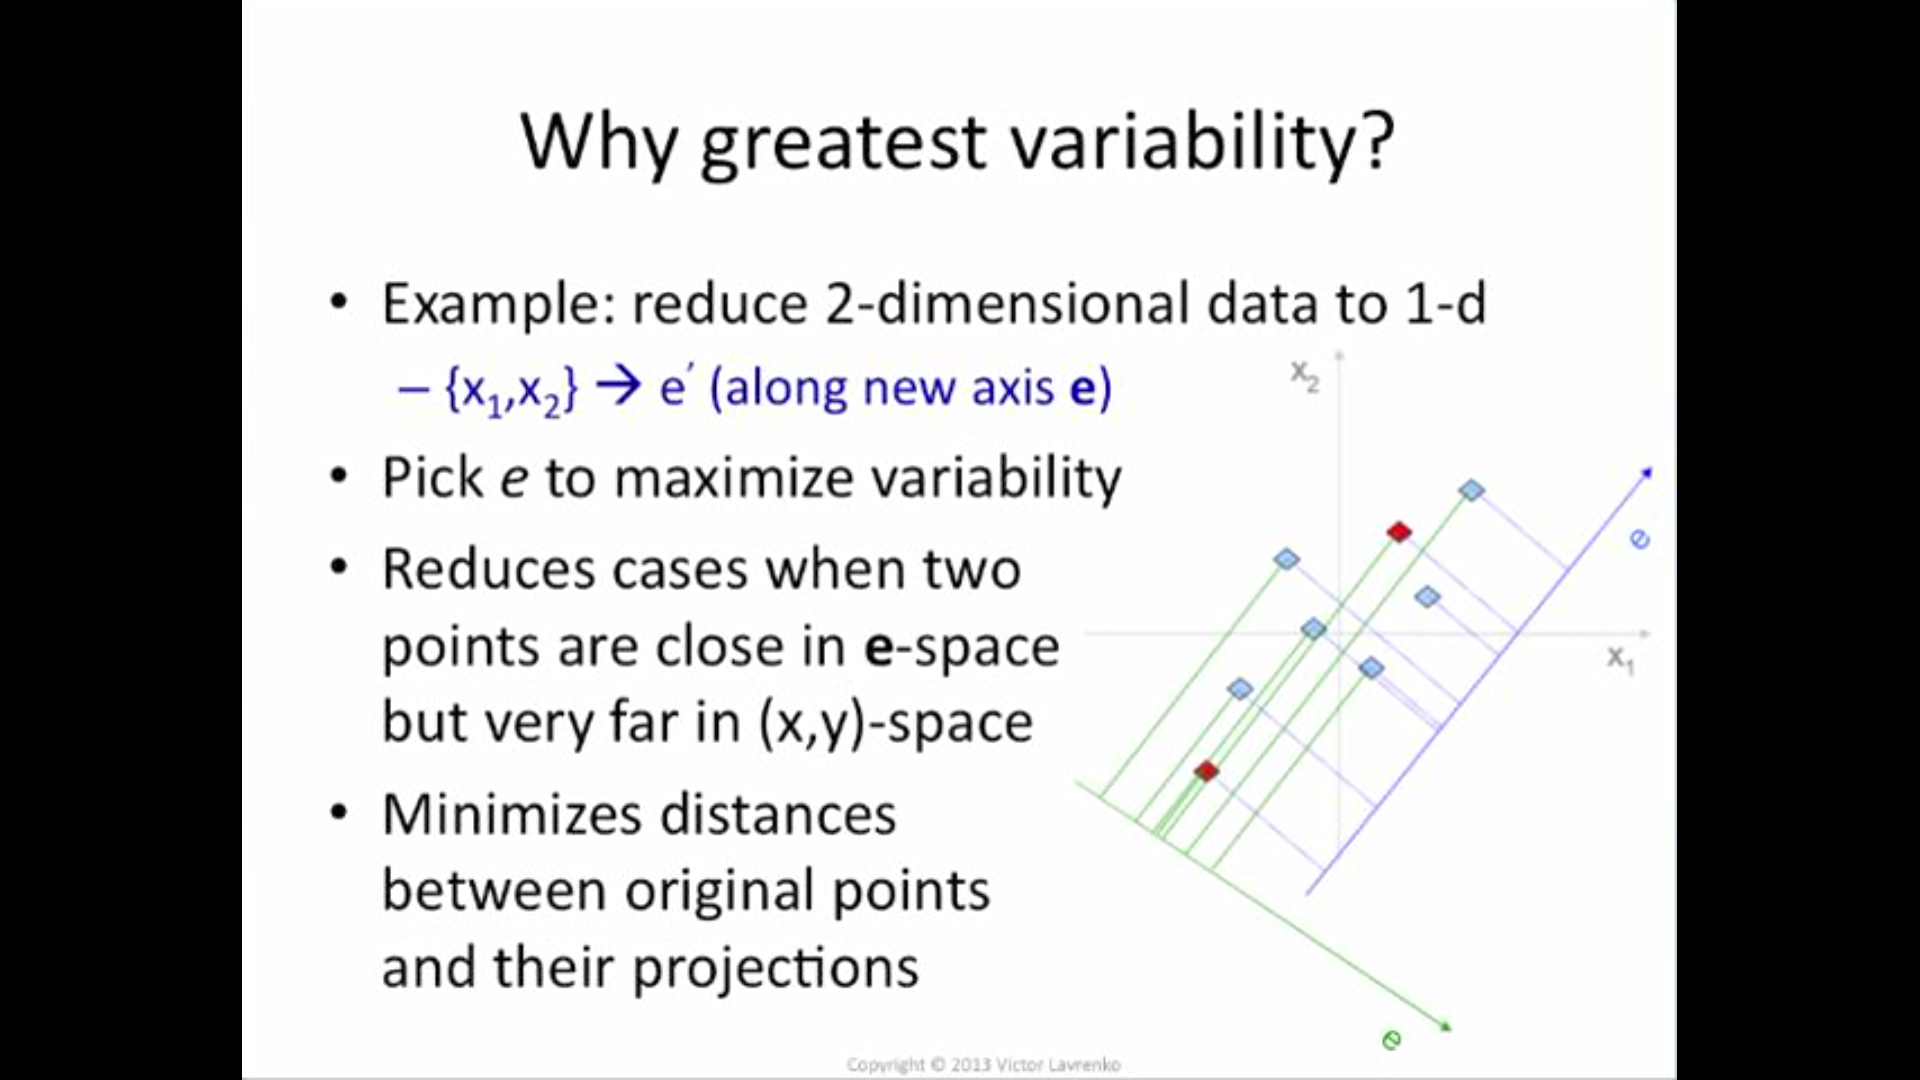 Why greatest variability?
• Example: reduce 2-dimensional data to 1-d
– {x₁,x₂} → e′ (along new axis e)
• Pick e to maximize variability
• Reduces cases when two
points are close in e-space
but very far in (x,y)-space
• Minimizes distances
between original points
and their projections
x₂
e
x₁
e
Copyright © 2013 Victor Lavrenko